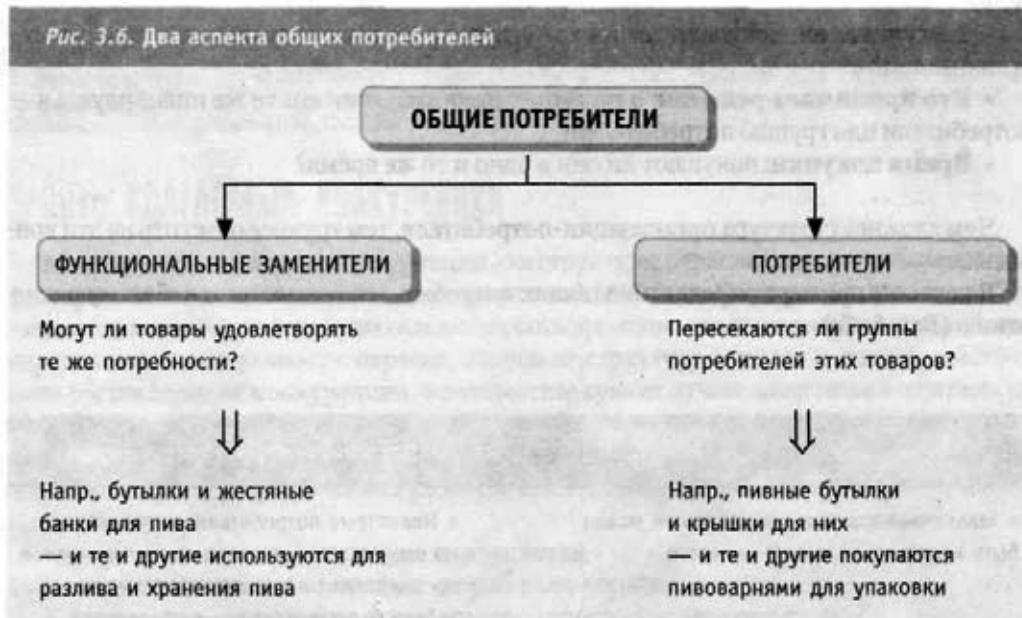 Рис. 3.6. Два аспекта общих потребителей
ОБЩИЕ ПОТРЕБИТЕЛИ
ФУНКЦИОНАЛЬНЫЕ ЗАМЕНИТЕЛИ
Могут ли товары удовлетворять
те же потребности?
Напр., бутылки и жестяные
банки для пива
— и те и другие используются для
разлива и хранения пива
ПОТРЕБИТЕЛИ
Пересекаются ли группы
потребителей этих товаров?
Напр., пивные бутылки
и крышки для них
— и те и другие покупаются
пивоварнями для упаковки